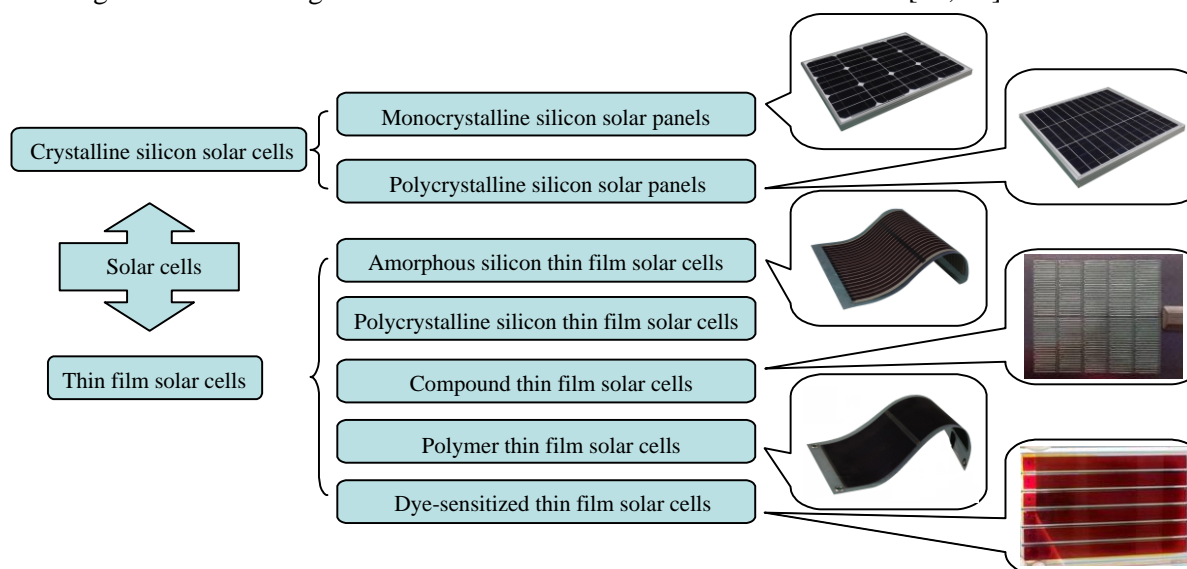 Monocrystalline silicon solar panels
Crystalline silicon solar cells
Polycrystalline silicon solar panels
Solar cells
Amorphous silicon thin film solar cells
Polycrystalline silicon thin film solar cells
Thin film solar cells
Compound thin film solar cells
Polymer thin film solar cells
Dye-sensitized thin film solar cells